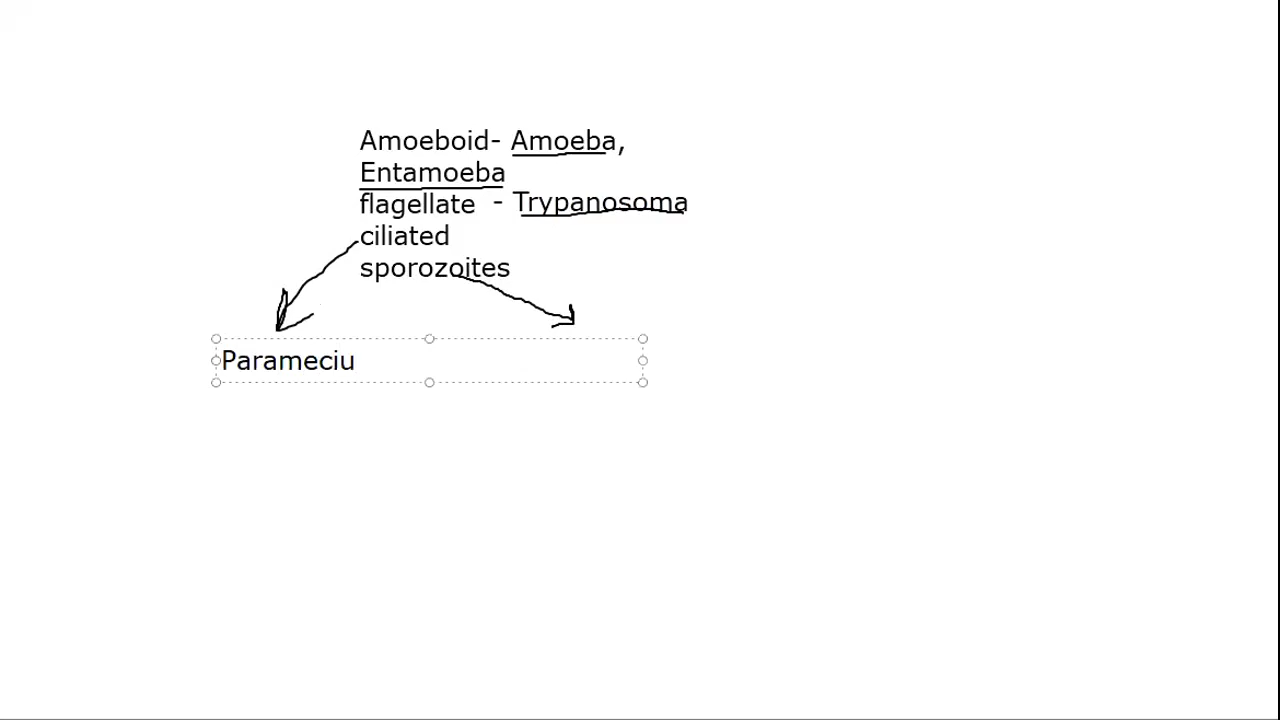 Amoeboid- Amoeba,
Entamoeba
flagellate - Trypanosoma
ciliated
sporozoites
Parameciu